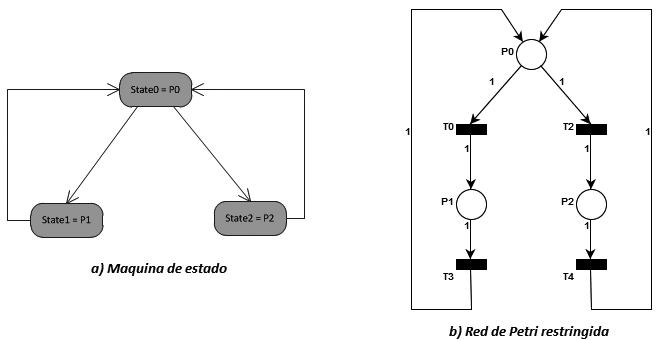 State0 = P0
State1 = P1
State2 = P2
a) Maquina de estado
P0
1
1
T0
T2
1
1
1
1
P1
P2
1
1
T3
T4
b) Red de Petri restringida